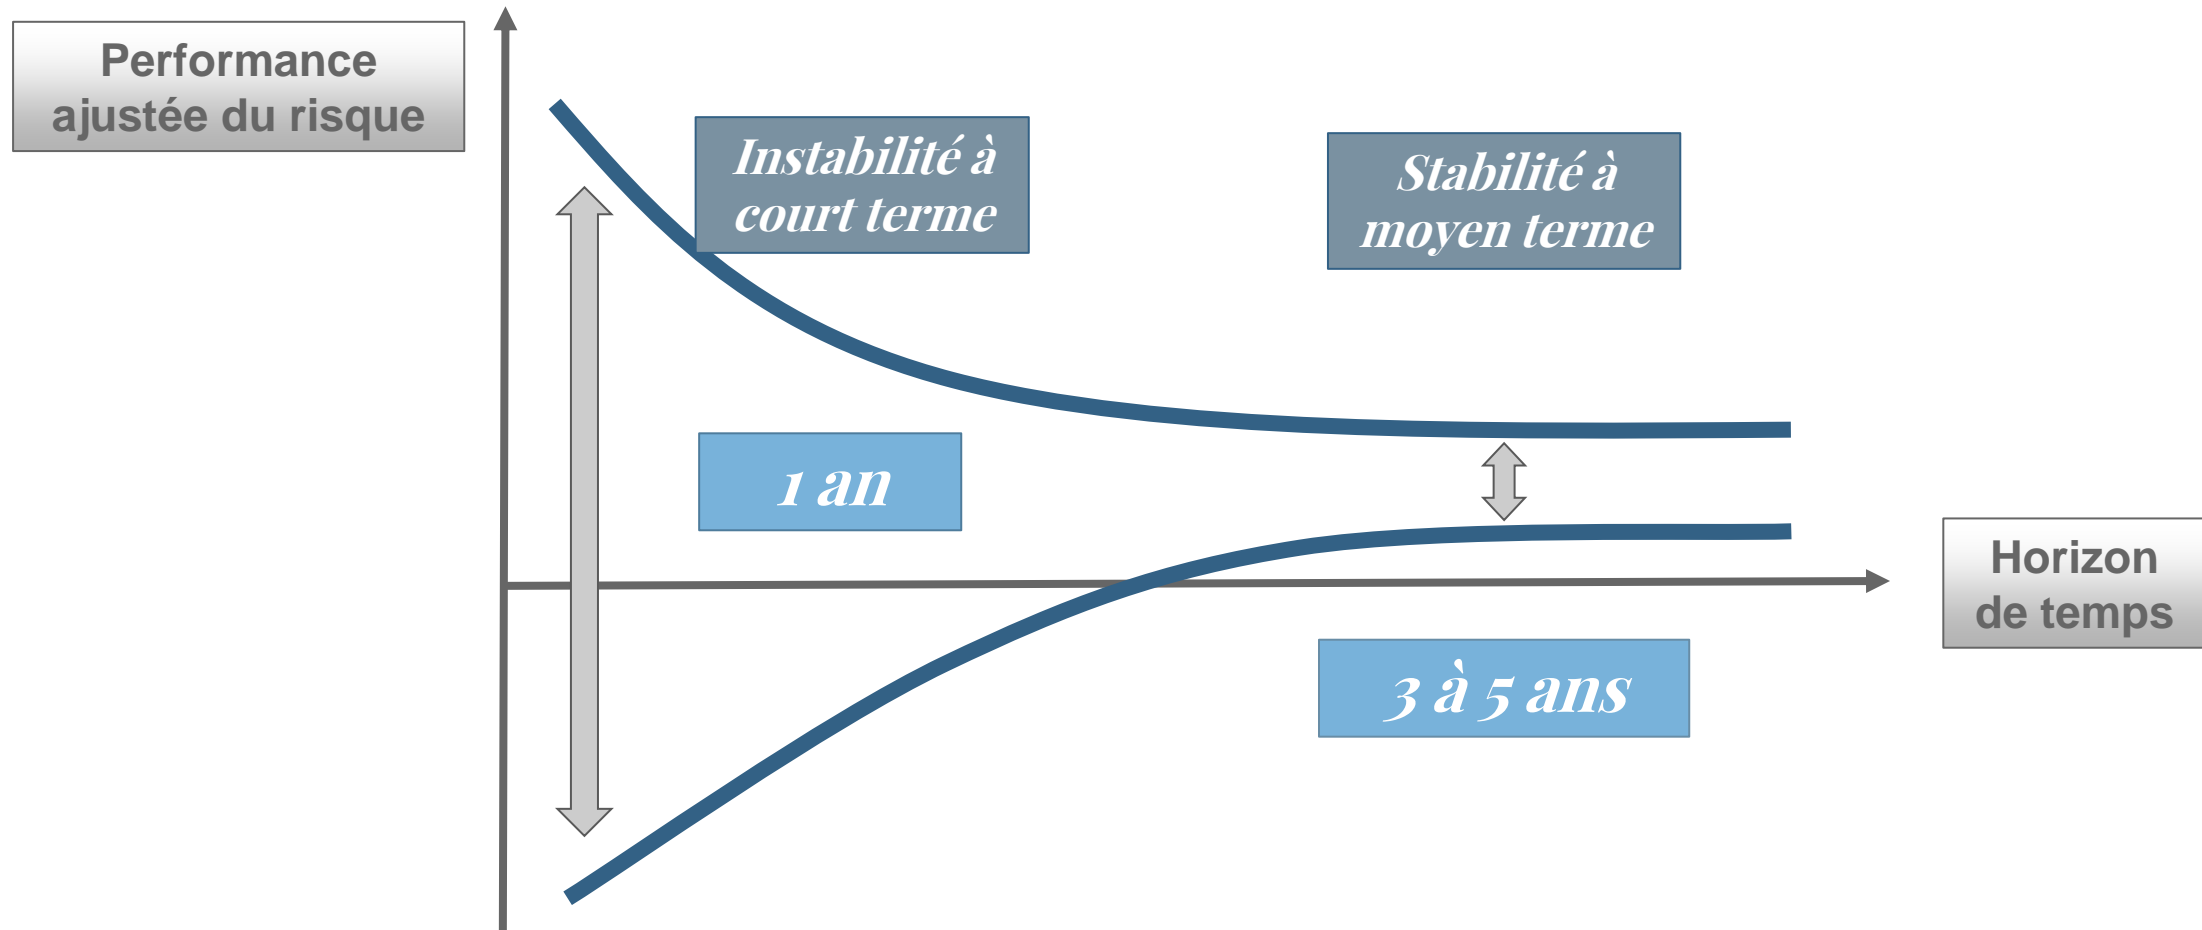 Performance
ajustée du risque
Instabilité à
court terme
Stabilité à
moyen terme
1 an
Horizon
de temps
3 à 5 ans